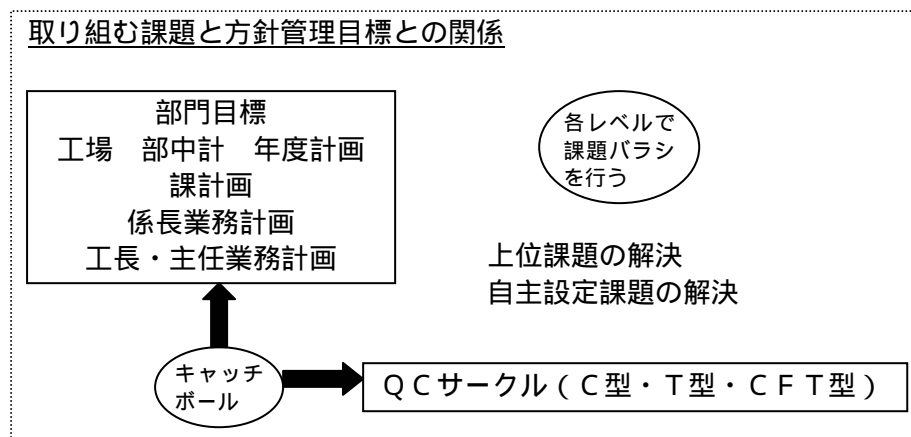 取り組む課題と方針管理目標との関係
部門目標
工場　部中計　年度計画
課計画
係長業務計画
工長・主任業務計画
各レベルで
課題バラシ
を行う
上位課題の解決
自主設定課題の解決
キャッチ
ボール
ＱＣサークル（Ｃ型・Ｔ型・ＣＦＴ型）